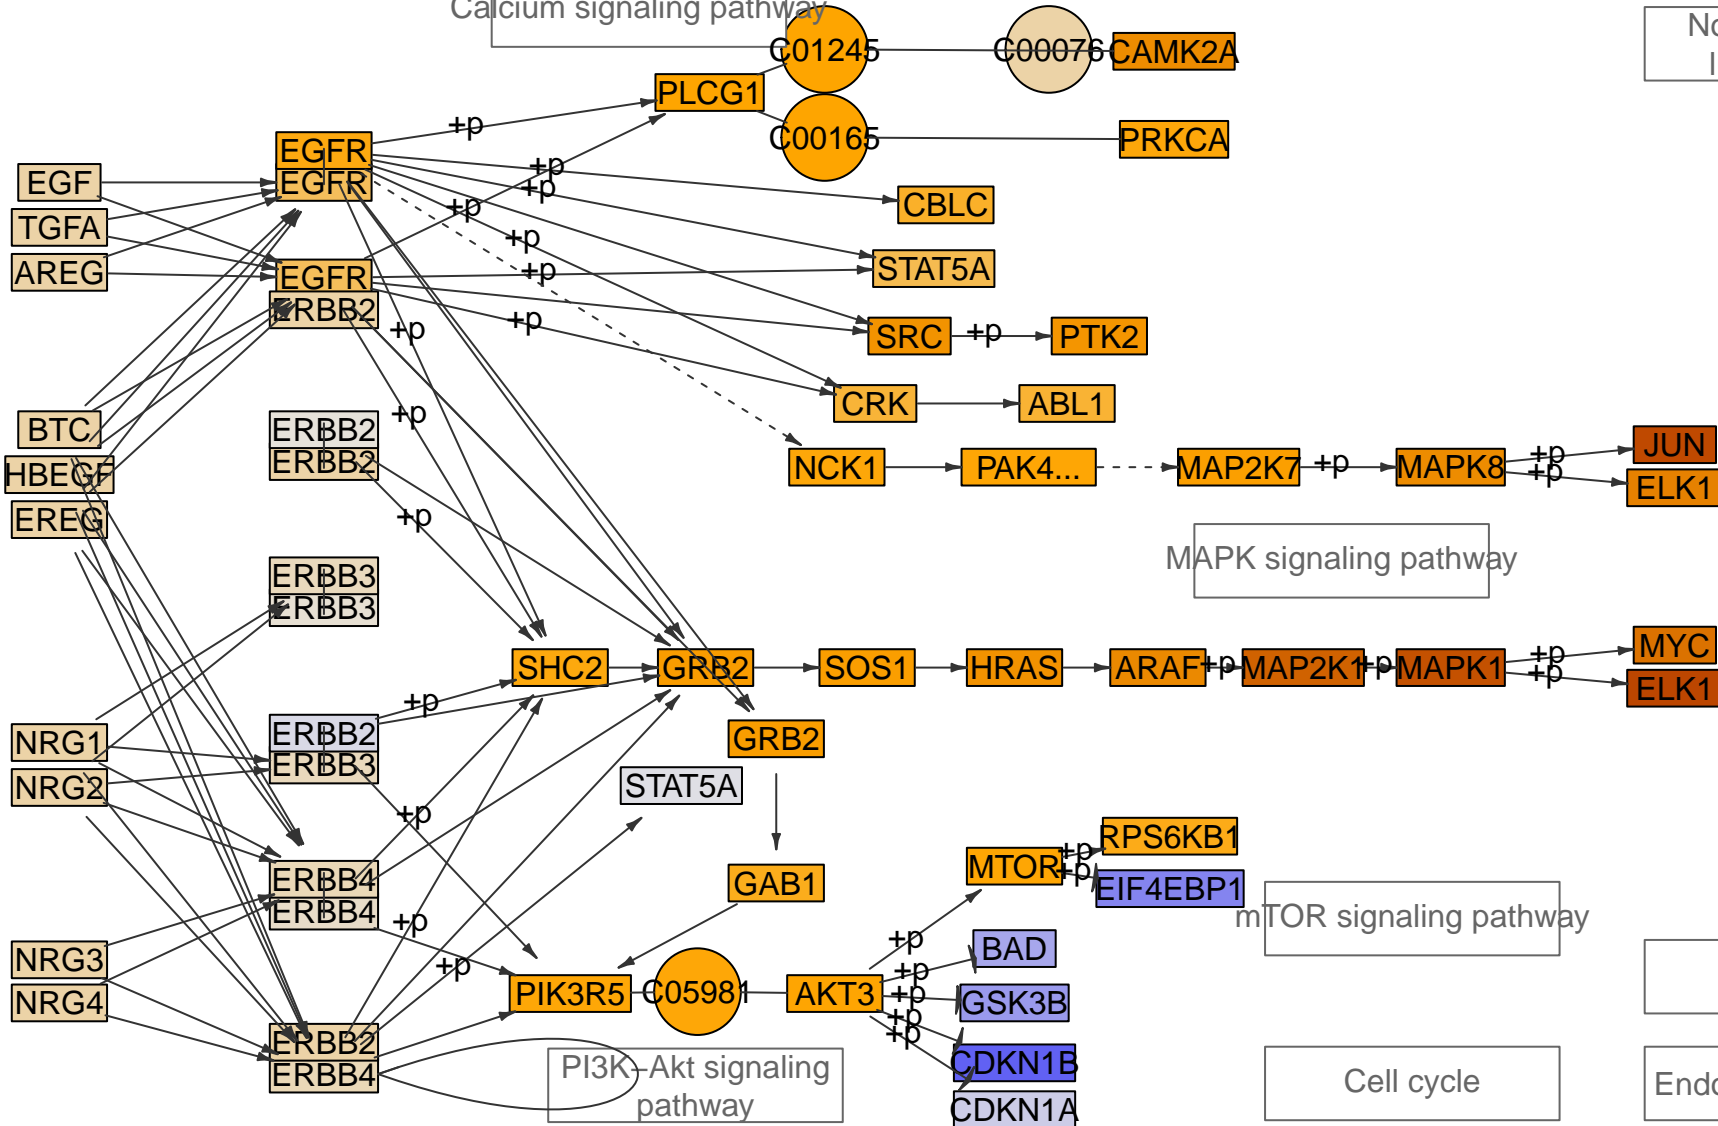 Calcium signaling pathway
C01245
C00076
CAMK2A
No
PLCG1
+p
C00165
PRKCA
EGFR
EGFR
EGF
+p
+p
CBLC
TGFA
+p
+p
AREG
EGFR
ERBB2
+p
STAT5A
+p
+p
SRC
+p
PTK2
CRK
ABL1
BTC
ERBB2
ERBB2
+p
HBEGF
NCK1
PAK4...
MAP2K7
+p
MAPK8
+p
+p
JUN
ELK1
EREG
+p
MAPK signaling pathway
ERBB3
ERBB3
SHC2
GRB2
SOS1
HRAS
ARAF
+p
MAP2K1
+p
MAPK1
+p
+p
MYC
ELK1
NRG1
ERBB2
ERBB3
+p
GRB2
NRG2
STAT5A
+p
RPS6KB1
ERBB4
ERBB4
GAB1
MTOR
+p
+p
EIF4EBP1
mTOR signaling pathway
+p
NRG3
+p
+p
BAD
NRG4
PIK3R5
C05981
AKT3
+p
+p
+p
+p
GSK3B
ERBB2
ERBB4
PI3K–Akt signaling
pathway
CDKN1B
CDKN1A
Cell cycle
Endo